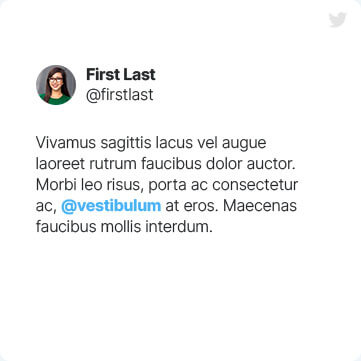 First Last
@firstlast
Vivamus sagittis lacus vel augue
laoreet rutrum faucibus dolor auctor.
Morbi leo risus, porta ac consectetur
ac, @vestibulum at eros. Maecenas
faucibus mollis interdum.